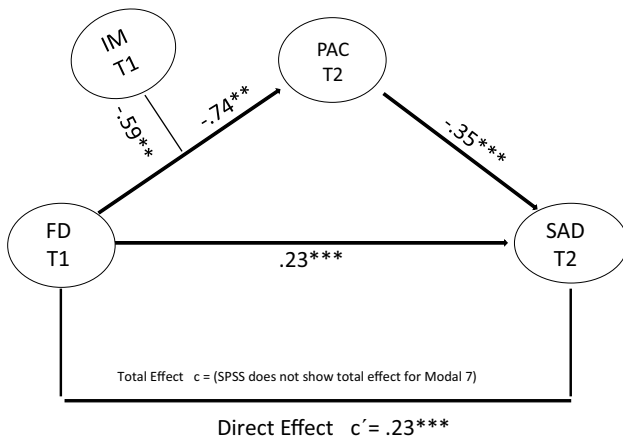 IM
T1
PAC
T2
-.59**
-.74**
-.35***
FD
T1
SAD
T2
.23***
Total Effect c = (SPSS does not show total effect for Modal 7)
Direct Effect c´= .23***